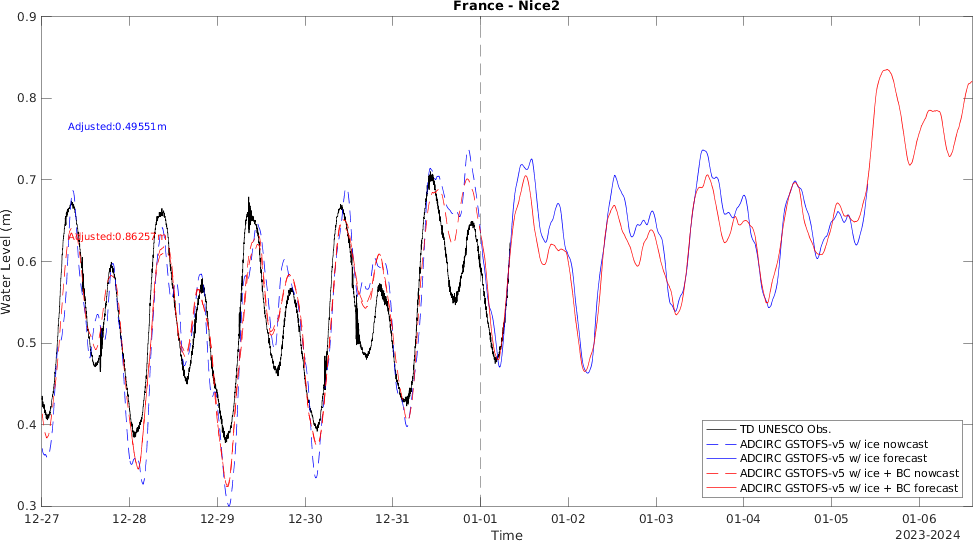 France - Nice2
0.9
0.8
0.7
0.6
0.5
0.4
0.3
Water Level (m)
Adjusted:0.49551m
Adjusted:0.86257m
TD UNESCO Obs.
ADCIRC GSTOFS-v5 w/ ice nowcast
ADCIRC GSTOFS-v5 w/ ice forecast
ADCIRC GSTOFS-v5 w/ ice + BC nowcast
ADCIRC GSTOFS-v5 w/ ice + BC forecast
12-27 12-28 12-29 12-30 12-31 01-01 01-02 01-03 01-04 01-05 01-06
Time
2023-2024